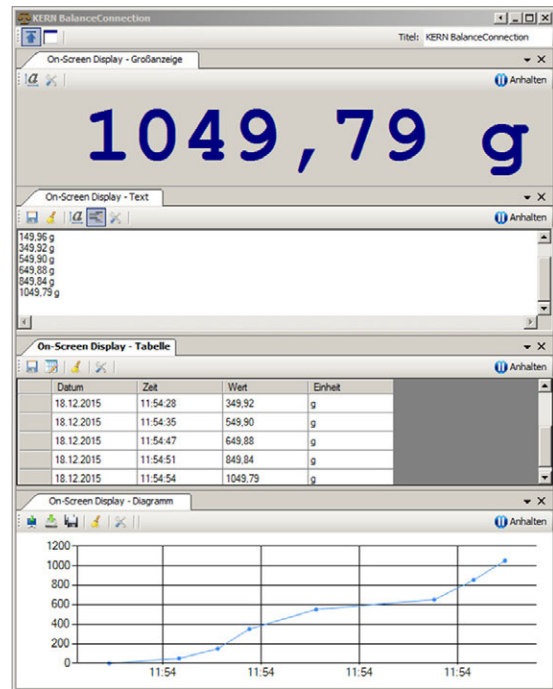 KERN BalanceConnection
Titel: KERN BalanceConnection
On-Screen Display - Großanzeige
a Anhalten
1049,79 g
On-Screen Display - Text
a Anhalten
149,96 g
349,92 g
549,90 g
649,88 g
849,84 g
1049,79 g
On-Screen Display - Tabelle
Anhalten
Datum Zeit Wert Einheit
18.12.2015 11:54:28 349,92 g
18.12.2015 11:54:35 549,90 g
18.12.2015 11:54:47 649,88 g
18.12.2015 11:54:51 849,84 g
18.12.2015 11:54:54 1049,79 g
On-Screen Display - Diagramm
Anhalten
1200
1000
800
600
400
200
0
11:54 11:54 11:54 11:54